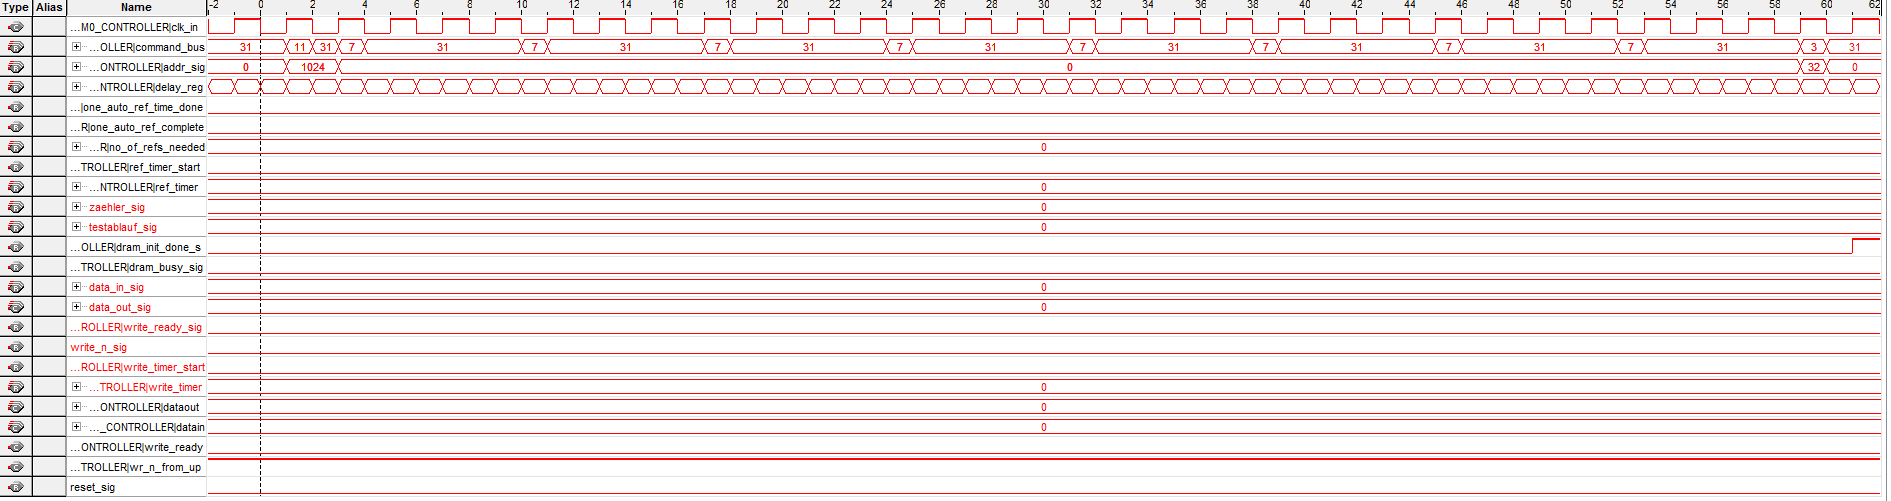 Type Alias Name -2 0 2 4 6 8 10 12 14 16 18 20 22 24 26 28 30 32 34 36 38 40 42 44 46 48 50 52 54 56 58 60 62
...M0_CONTROLLER|clk_in
...OLLER|command_bus 31 11 31 7 31 7 31 7 31 7 31 7 31 7 31 7 31 7 31 3 31
...ONTROLLER|addr_sig 0 1024 0 32 0
...NTROLLER|delay_reg
...|one_auto_ref_time_done
...R|one_auto_ref_complete
...R|no_of_refs_needed 0
...TROLLER|ref_timer_start
...NTROLLER|ref_timer 0
zaehler_sig 0
testablauf_sig 0
...OLLER|dram_init_done_s
...TROLLER|dram_busy_sig
data_in_sig 0
data_out_sig 0
...ROLLER|write_ready_sig
write_n_sig
...ROLLER|write_timer_start
...TROLLER|write_timer 0
...ONTROLLER|dataout 0
..._CONTROLLER|datain 0
...ONTROLLER|write_ready
...TROLLER|wr_n_from_up
reset_sig